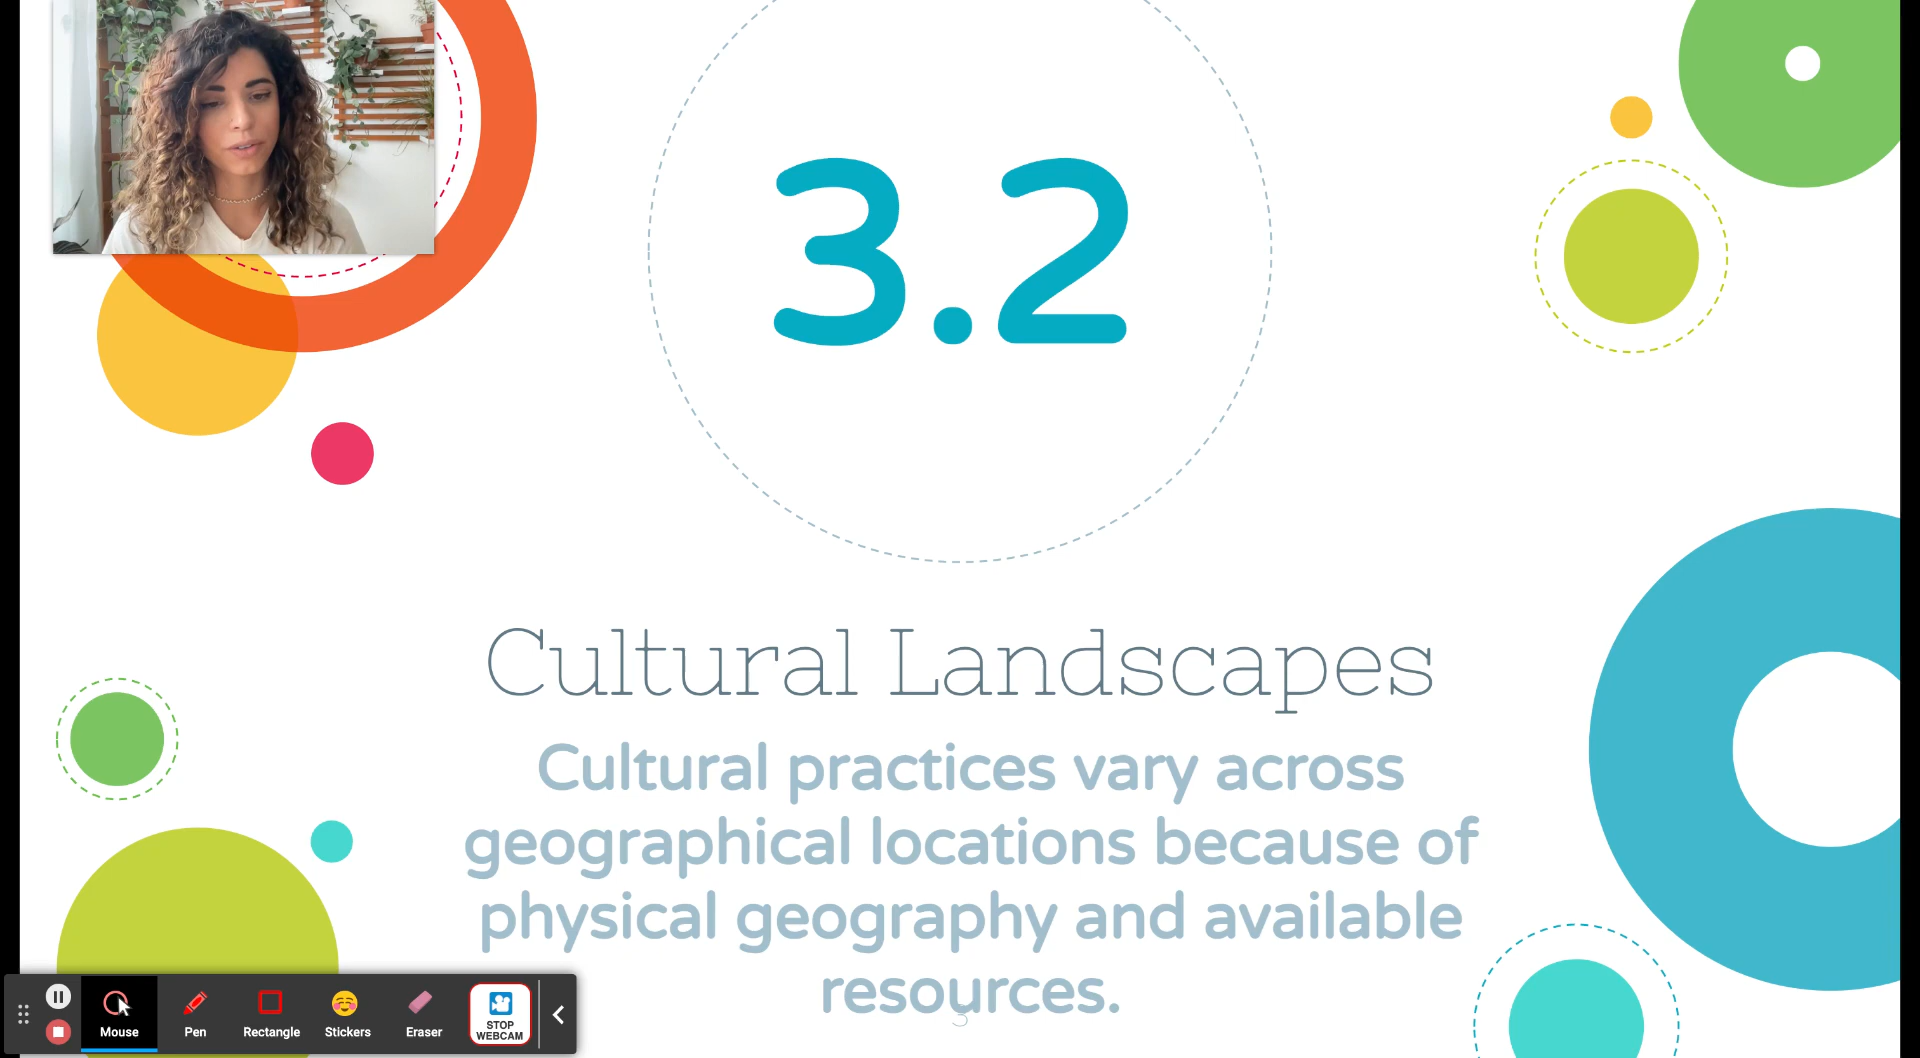 3.2
Cultural Landscapes
Cultural practices vary across
geographical locations because of
physical geography and available
resources.
3
Mouse
Pen
Rectangle
Stickers
Eraser
STOP
WEBCAM